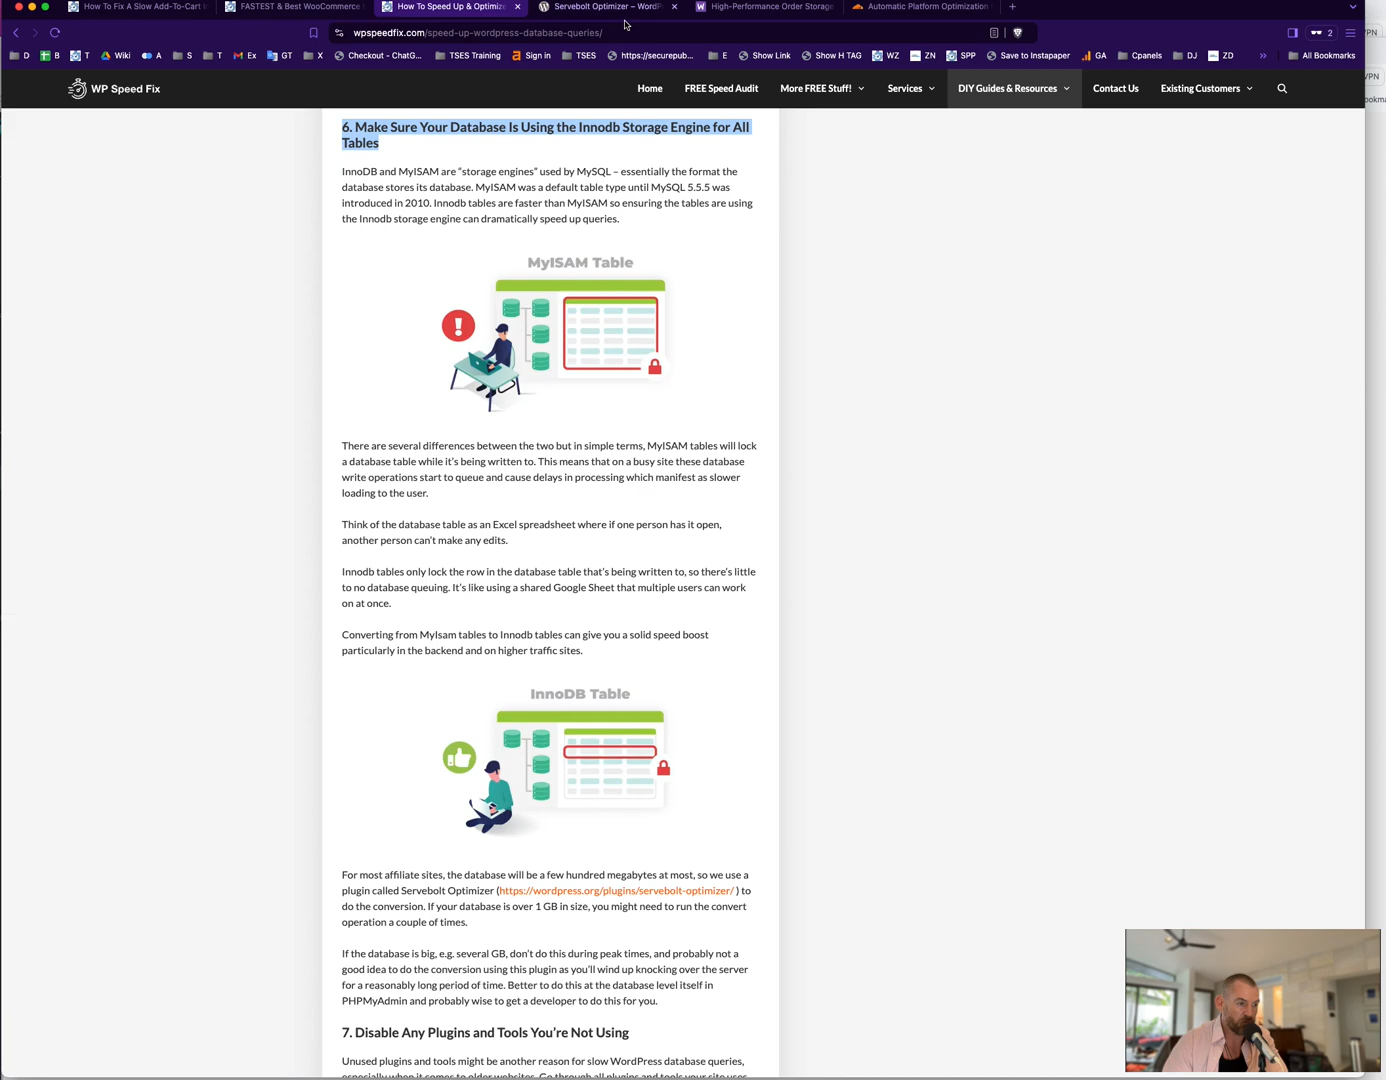 How To Fix A Slow Add-To-Cart In
FASTEST & Best WooCommerce
How To Speed Up & Optimize
Servebolt Optimizer – WordP
High-Performance Order Storage
Automatic Platform Optimization
wpspeedfix.com/speed-up-wordpress-database-queries/
VPN
2
D
B
T
Wiki
A
S
T
Ex
GT
X
Checkout – ChatG...
TSES Training
Sign in
TSES
https://securepub...
E
Show Link
Show H TAG
WZ
ZN
SPP
Save to Instapaper
GA
Cpanels
DJ
ZD
»
All Bookmarks
VPN
WP Speed Fix
Home
FREE Speed Audit
More FREE Stuff!
Services
DIY Guides & Resources
Contact Us
Existing Customers
6. Make Sure Your Database Is Using the Innodb Storage Engine for All
Tables
InnoDB and MyISAM are “storage engines” used by MySQL – essentially the format the
database stores its database. MyISAM was a default table type until MySQL 5.5.5 was
introduced in 2010. Innodb tables are faster than MyISAM so ensuring the tables are using
the Innodb storage engine can dramatically speed up queries.
MyISAM Table
There are several differences between the two but in simple terms, MyISAM tables will lock
a database table while it’s being written to. This means that on a busy site these database
write operations start to queue and cause delays in processing which manifest as slower
loading to the user.
Think of the database table as an Excel spreadsheet where if one person has it open,
another person can’t make any edits.
Innodb tables only lock the row in the database table that’s being written to, so there’s little
to no database queuing. It’s like using a shared Google Sheet that multiple users can work
on at once.
Converting from MyIsam tables to Innodb tables can give you a solid speed boost
particularly in the backend and on higher traffic sites.
InnoDB Table
For most affiliate sites, the database will be a few hundred megabytes at most, so we use a
plugin called Servebolt Optimizer (https://wordpress.org/plugins/servebolt-optimizer/ ) to
do the conversion. If your database is over 1 GB in size, you might need to run the convert
operation a couple of times.
If the database is big, e.g. several GB, don’t do this during peak times, and probably not a
good idea to do the conversion using this plugin as you’ll wind up knocking over the server
for a reasonably long period of time. Better to do this at the database level itself in
PHPMyAdmin and probably wise to get a developer to do this for you.
7. Disable Any Plugins and Tools You’re Not Using
Unused plugins and tools might be another reason for slow WordPress database queries,
especially when it comes to older websites. Go through all plugins and tools your site uses